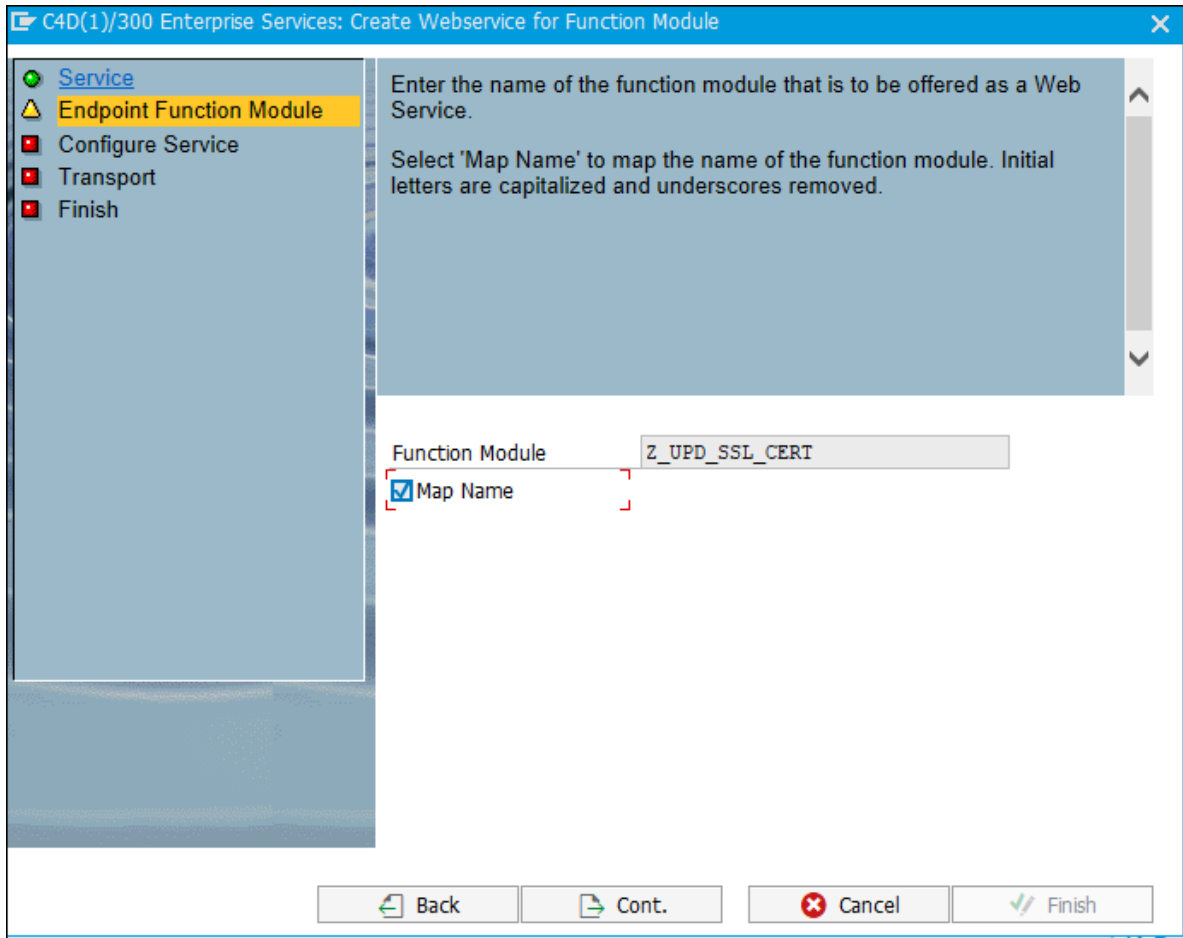 C4D(1)/300 Enterprise Services: Create Webservice for Function Module
Service
Endpoint Function Module
Configure Service
Transport
Finish
Enter the name of the function module that is to be offered as a Web
Service.
Select 'Map Name' to map the name of the function module. Initial
letters are capitalized and underscores removed.
Function Module Z_UPD_SSL_CERT
Map Name
Back Cont. Cancel Finish